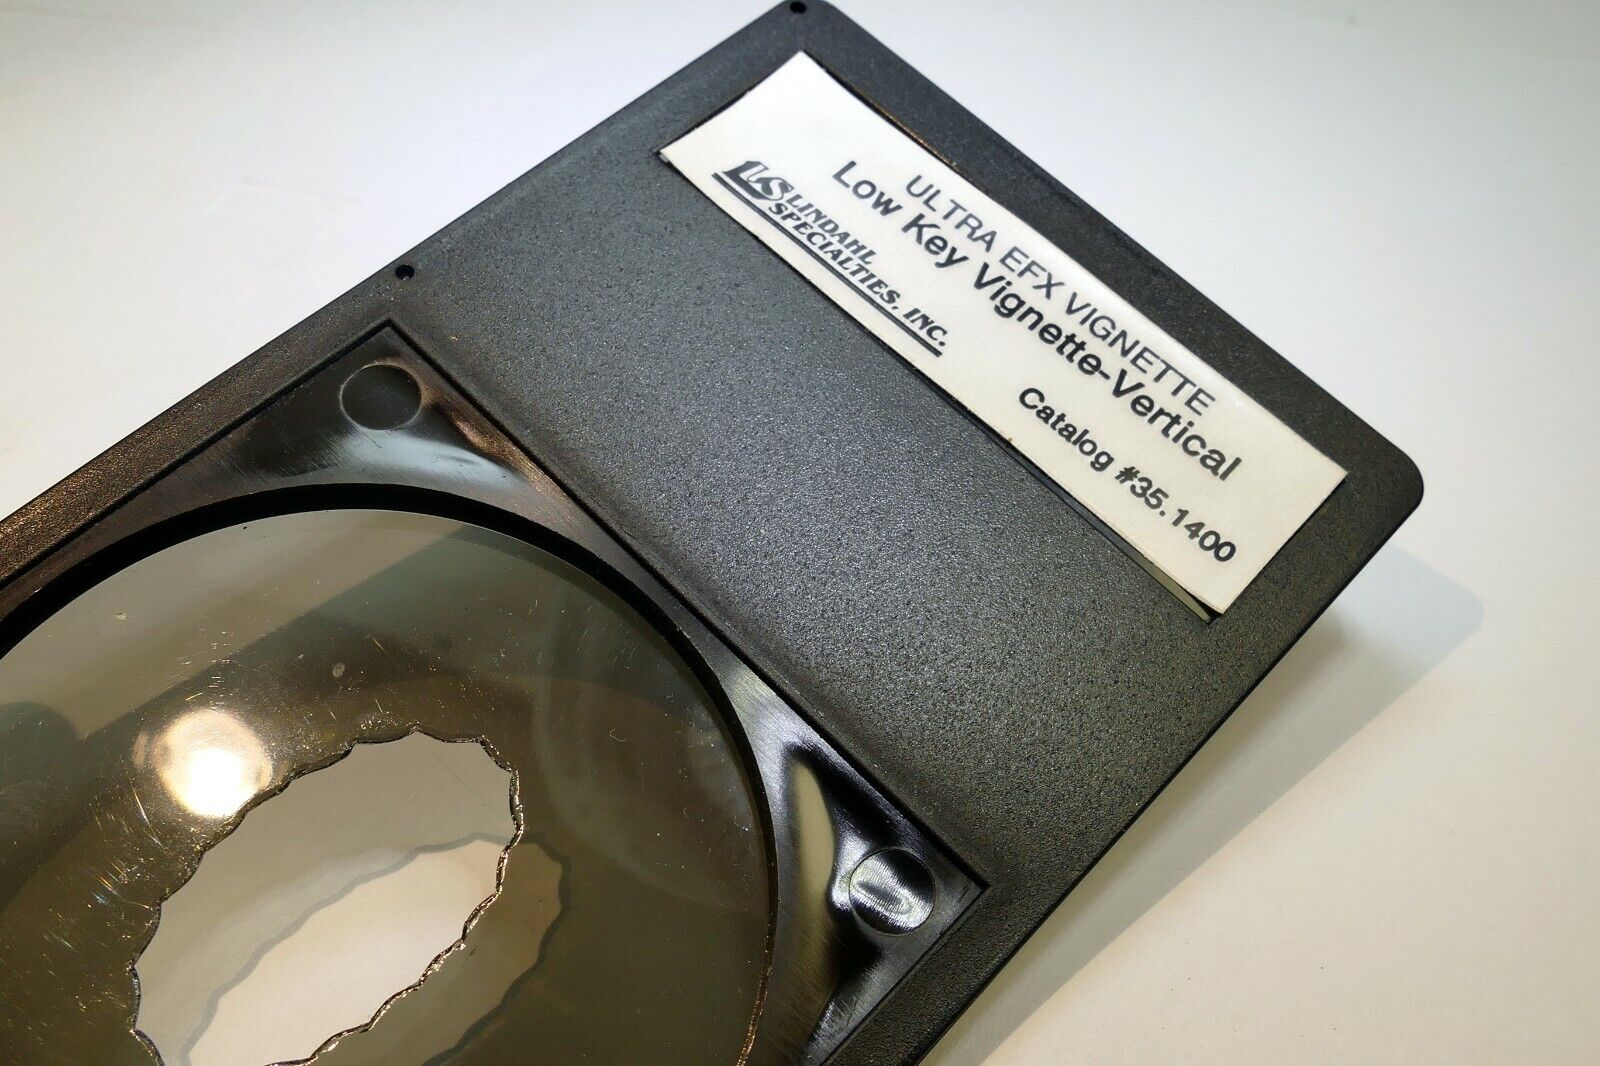 ULTRA EFX VIGNETTE
Low Key Vignette-Vertical
LS LINDAHL
SPECIALTIES, INC.
Catalog #35.1400